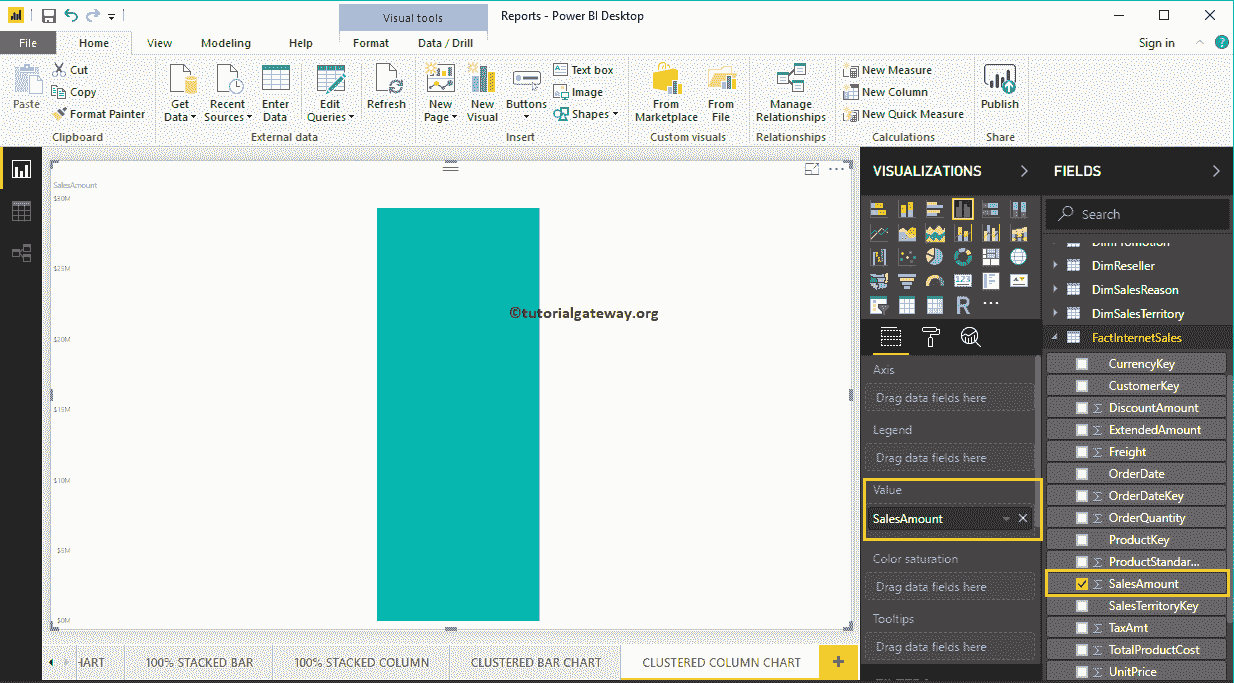 Visual tools
Reports - Power BI Desktop
File
Home
View
Modeling
Help
Format
Data / Drill
Sign in
?
Paste
Cut
Copy
Format Painter
Clipboard
Get Data
Recent Sources
Enter Data
Edit Queries
External data
Refresh
New Page
New Visual
Buttons
Text box
Image
Shapes
Insert
From Marketplace
From File
Custom visuals
Manage Relationships
Relationships
New Measure
New Column
New Quick Measure
Calculations
Publish
Share
SalesAmount
$30M
$25M
$20M
$15M
$10M
$5M
$0M
©tutorialgateway.org
VISUALIZATIONS
123
R
Axis
Drag data fields here
Legend
Drag data fields here
Value
SalesAmount
Color saturation
Drag data fields here
Tooltips
Drag data fields here
FIELDS
Search
DimPromotion
DimReseller
DimSalesReason
DimSalesTerritory
FactInternetSales
CurrencyKey
CustomerKey
DiscountAmount
ExtendedAmount
Freight
OrderDate
OrderDateKey
OrderQuantity
ProductKey
ProductStandar...
SalesAmount
SalesTerritoryKey
TaxAmt
TotalProductCost
UnitPrice
HART
100% STACKED BAR
100% STACKED COLUMN
CLUSTERED BAR CHART
CLUSTERED COLUMN CHART